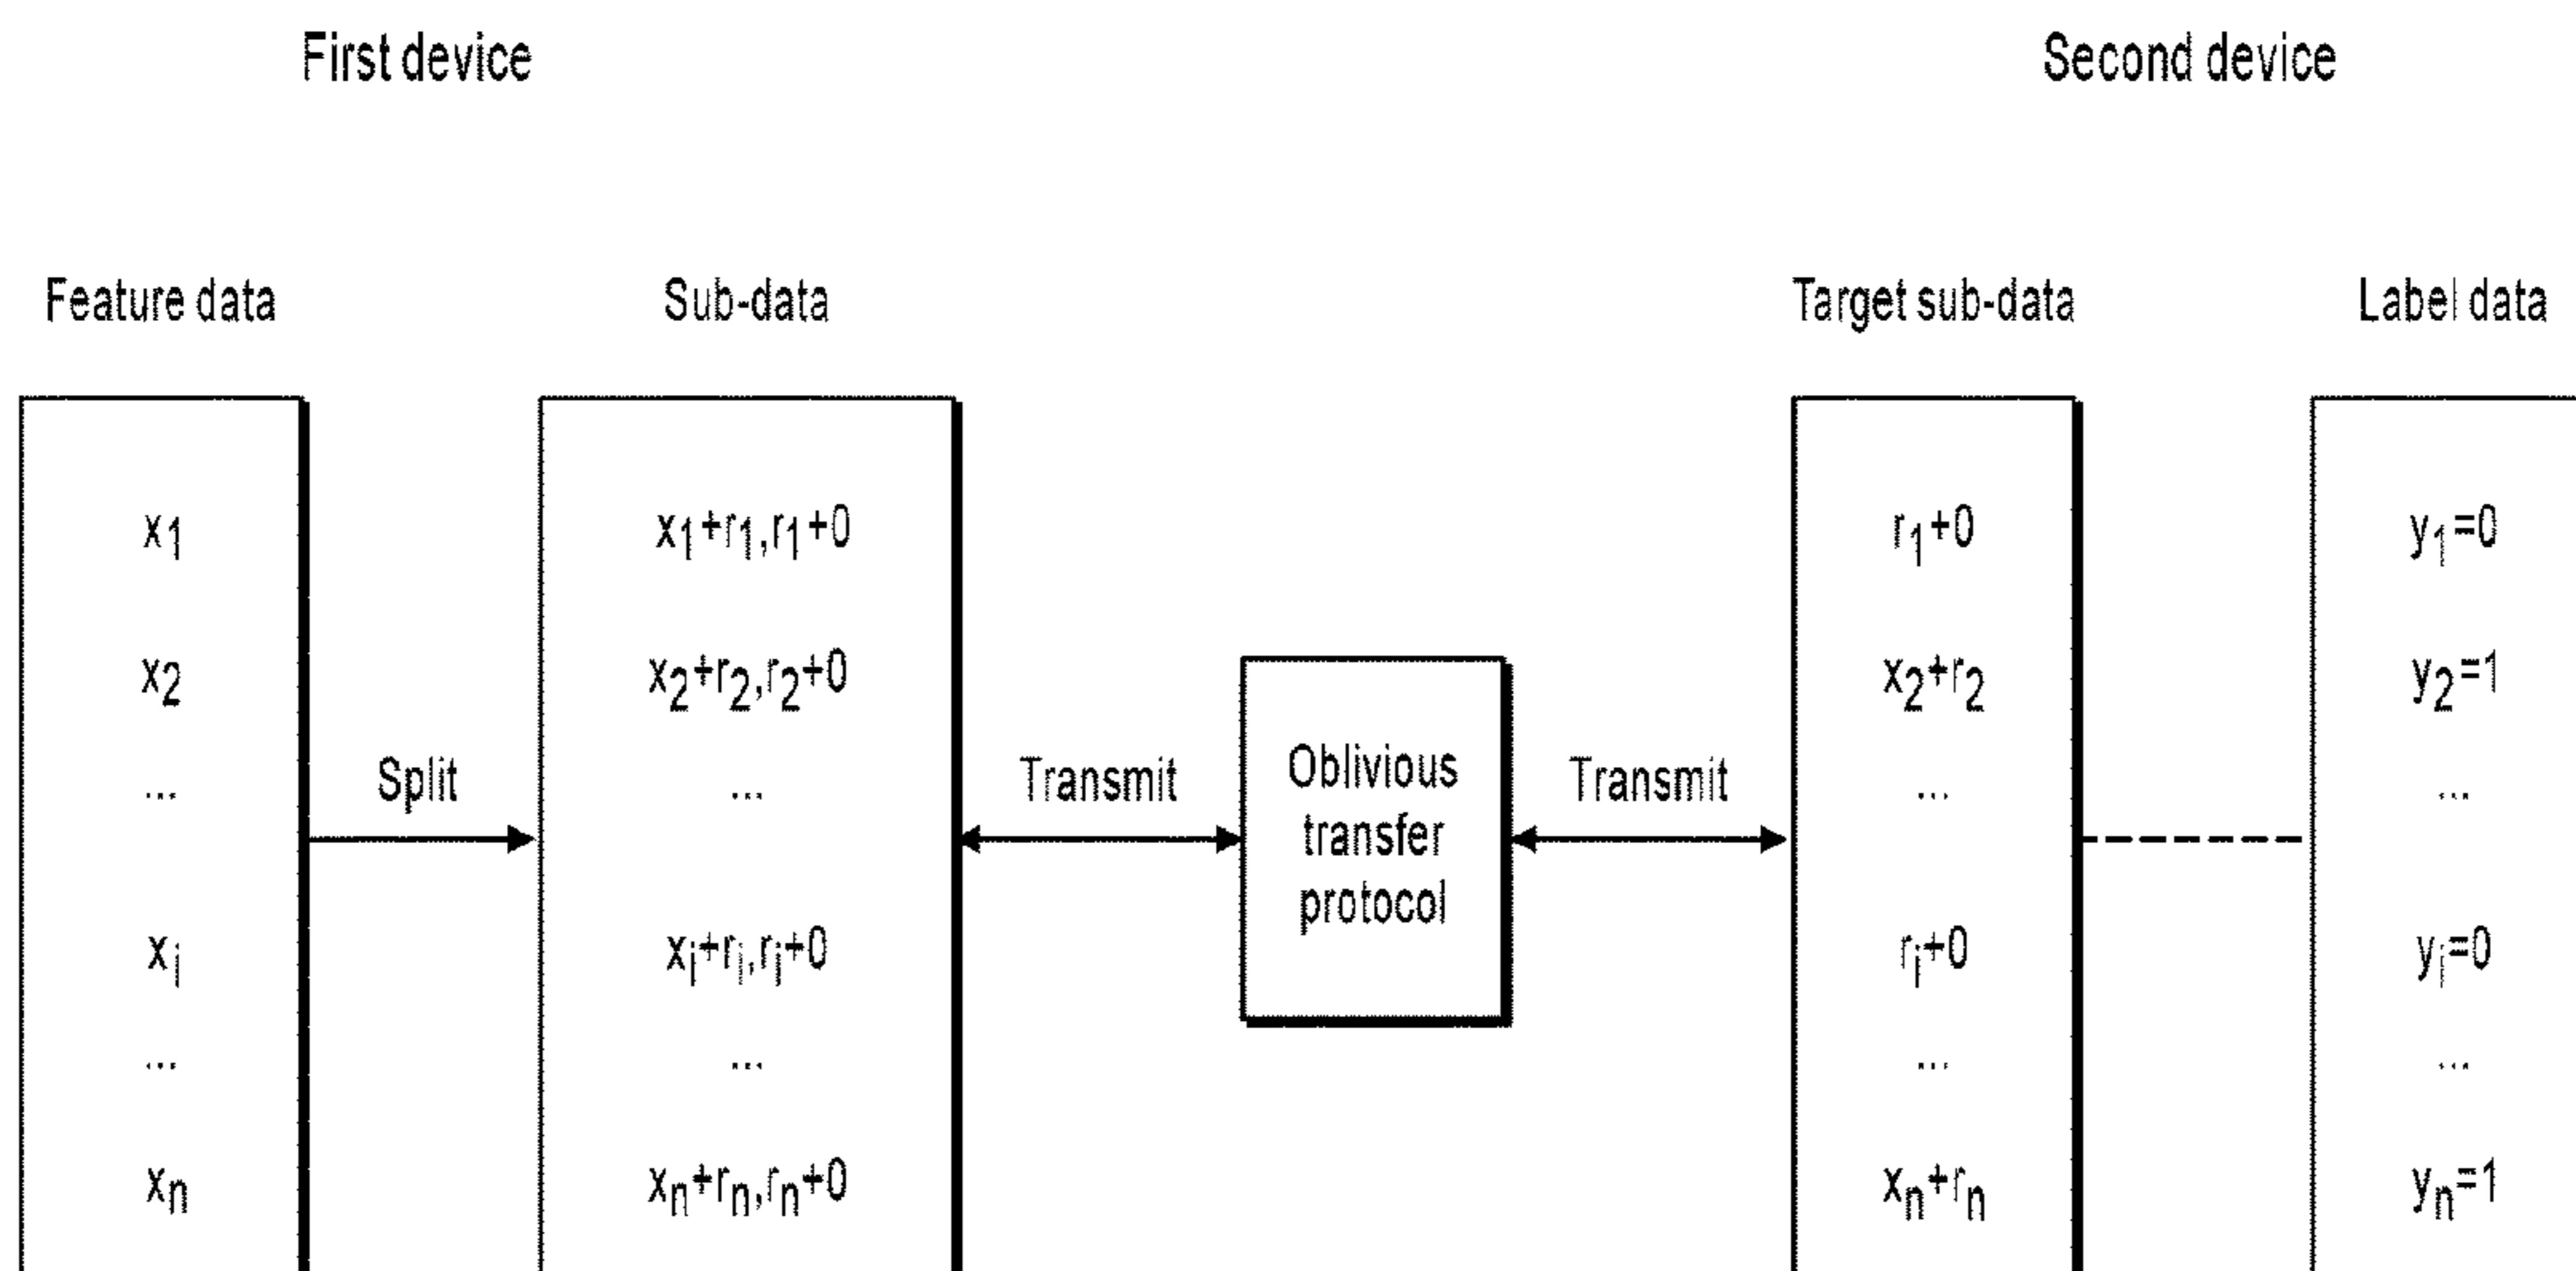 First device
Second device
Feature data
Sub-data
Target sub-data
Label data
x1
x2
...
xi
...
xn
Split
x1+r1,r1+0
x2+r2,r2+0
...
xi+ri,ri+0
...
xn+rn,rn+0
Transmit
Oblivious
transfer
protocol
Transmit
r1+0
x2+r2
...
ri+0
...
xn+rn
y1=0
y2=1
...
yi=0
...
yn=1